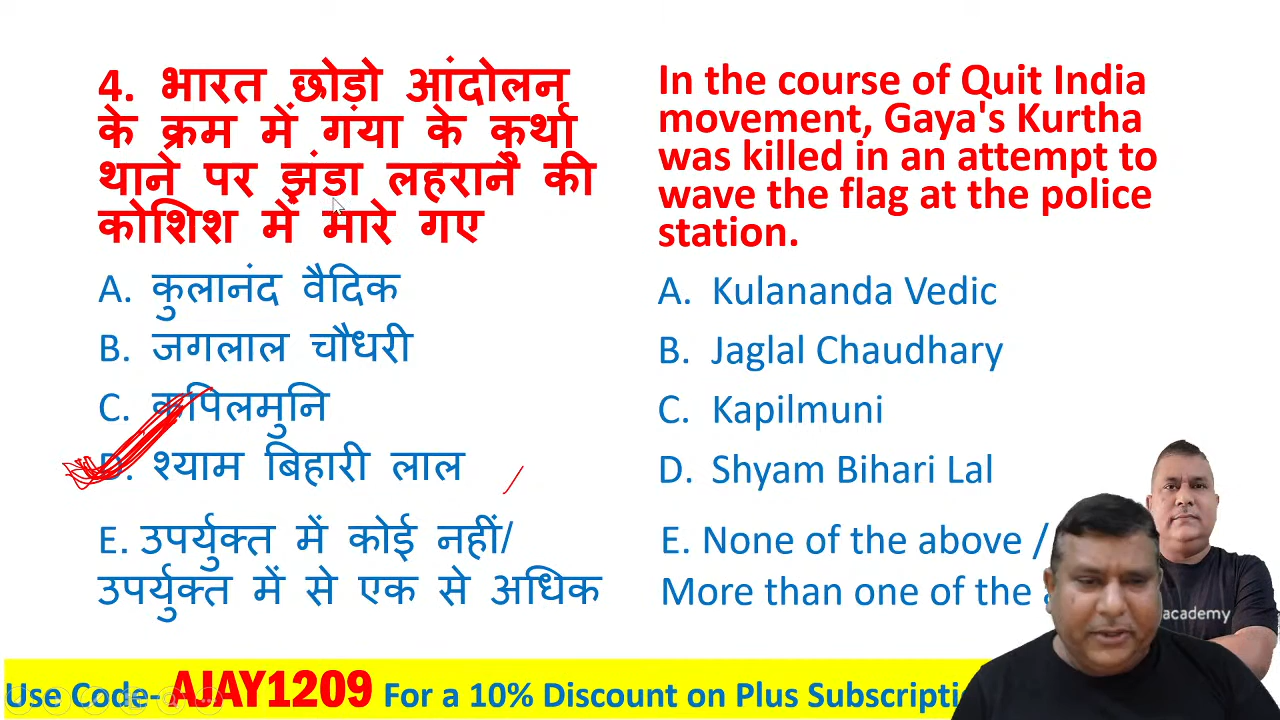 4. भारत छोड़ो आंदोलन
के क्रम में गया के कुर्था
थाने पर झंडा लहराने की
कोशिश में मारे गए
A. कुलानंद वैदिक
B. जगलाल चौधरी
C. कपिलमुनि
D. श्याम बिहारी लाल
E. उपर्युक्त में कोई नहीं/
उपर्युक्त में से एक से अधिक
In the course of Quit India
movement, Gaya's Kurtha
was killed in an attempt to
wave the flag at the police
station.
A. Kulananda Vedic
B. Jaglal Chaudhary
C. Kapilmuni
D. Shyam Bihari Lal
E. None of the above /
More than one of the
academy
Use Code- AJAY1209 For a 10% Discount on Plus